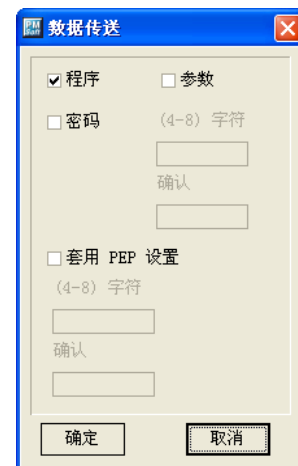 数据传送
程序 参数
密码 (4-8) 字符
确认
套用 PEP 设置
(4-8) 字符
确认
确定 取消